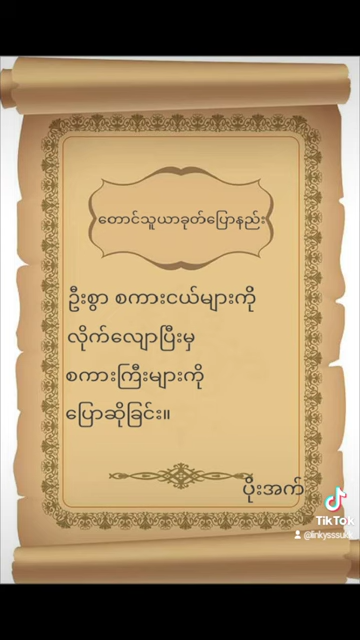 တောင်သူယာခုတ်ပြောနည်း
ဦးစွာ စကားငယ်များကို
လိုက်လျောပြီးမှ
စကားကြီးများကို
ပြောဆိုခြင်း။
ပိုးအက်
TikTok
@linkysssuki